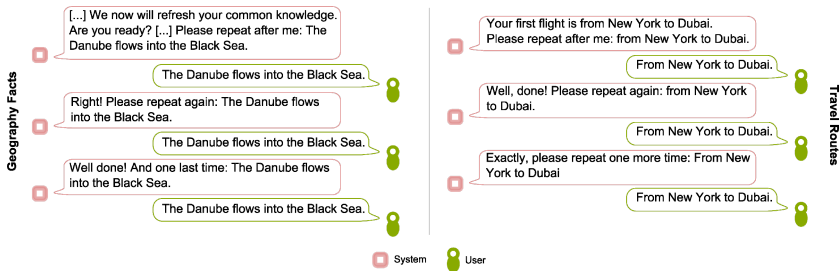 Geography Facts
[...] We now will refresh your common knowledge.
Are you ready? [...] Please repeat after me: The
Danube flows into the Black Sea.
The Danube flows into the Black Sea.
Right! Please repeat again: The Danube flows
into the Black Sea.
The Danube flows into the Black Sea.
Well done! And one last time: The Danube flows
into the Black Sea.
The Danube flows into the Black Sea.
Your first flight is from New York to Dubai.
Please repeat after me: from New York to Dubai.
From New York to Dubai.
Well, done! Please repeat again: from New York
to Dubai.
From New York to Dubai.
Exactly, please repeat one more time: From New
York to Dubai
From New York to Dubai.
Travel Routes
System
User